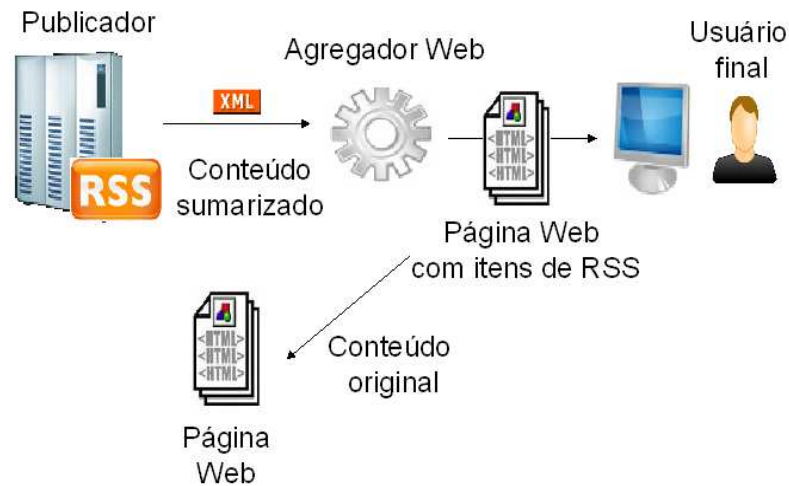 Publicador
RSS
XML
Conteúdo
sumarizado
Agregador Web
<HTML>
<HTML>
<HTML>
Página Web
com itens de RSS
Usuário
final
Conteúdo
original
<HTML>
<HTML>
<HTML>
Página
Web